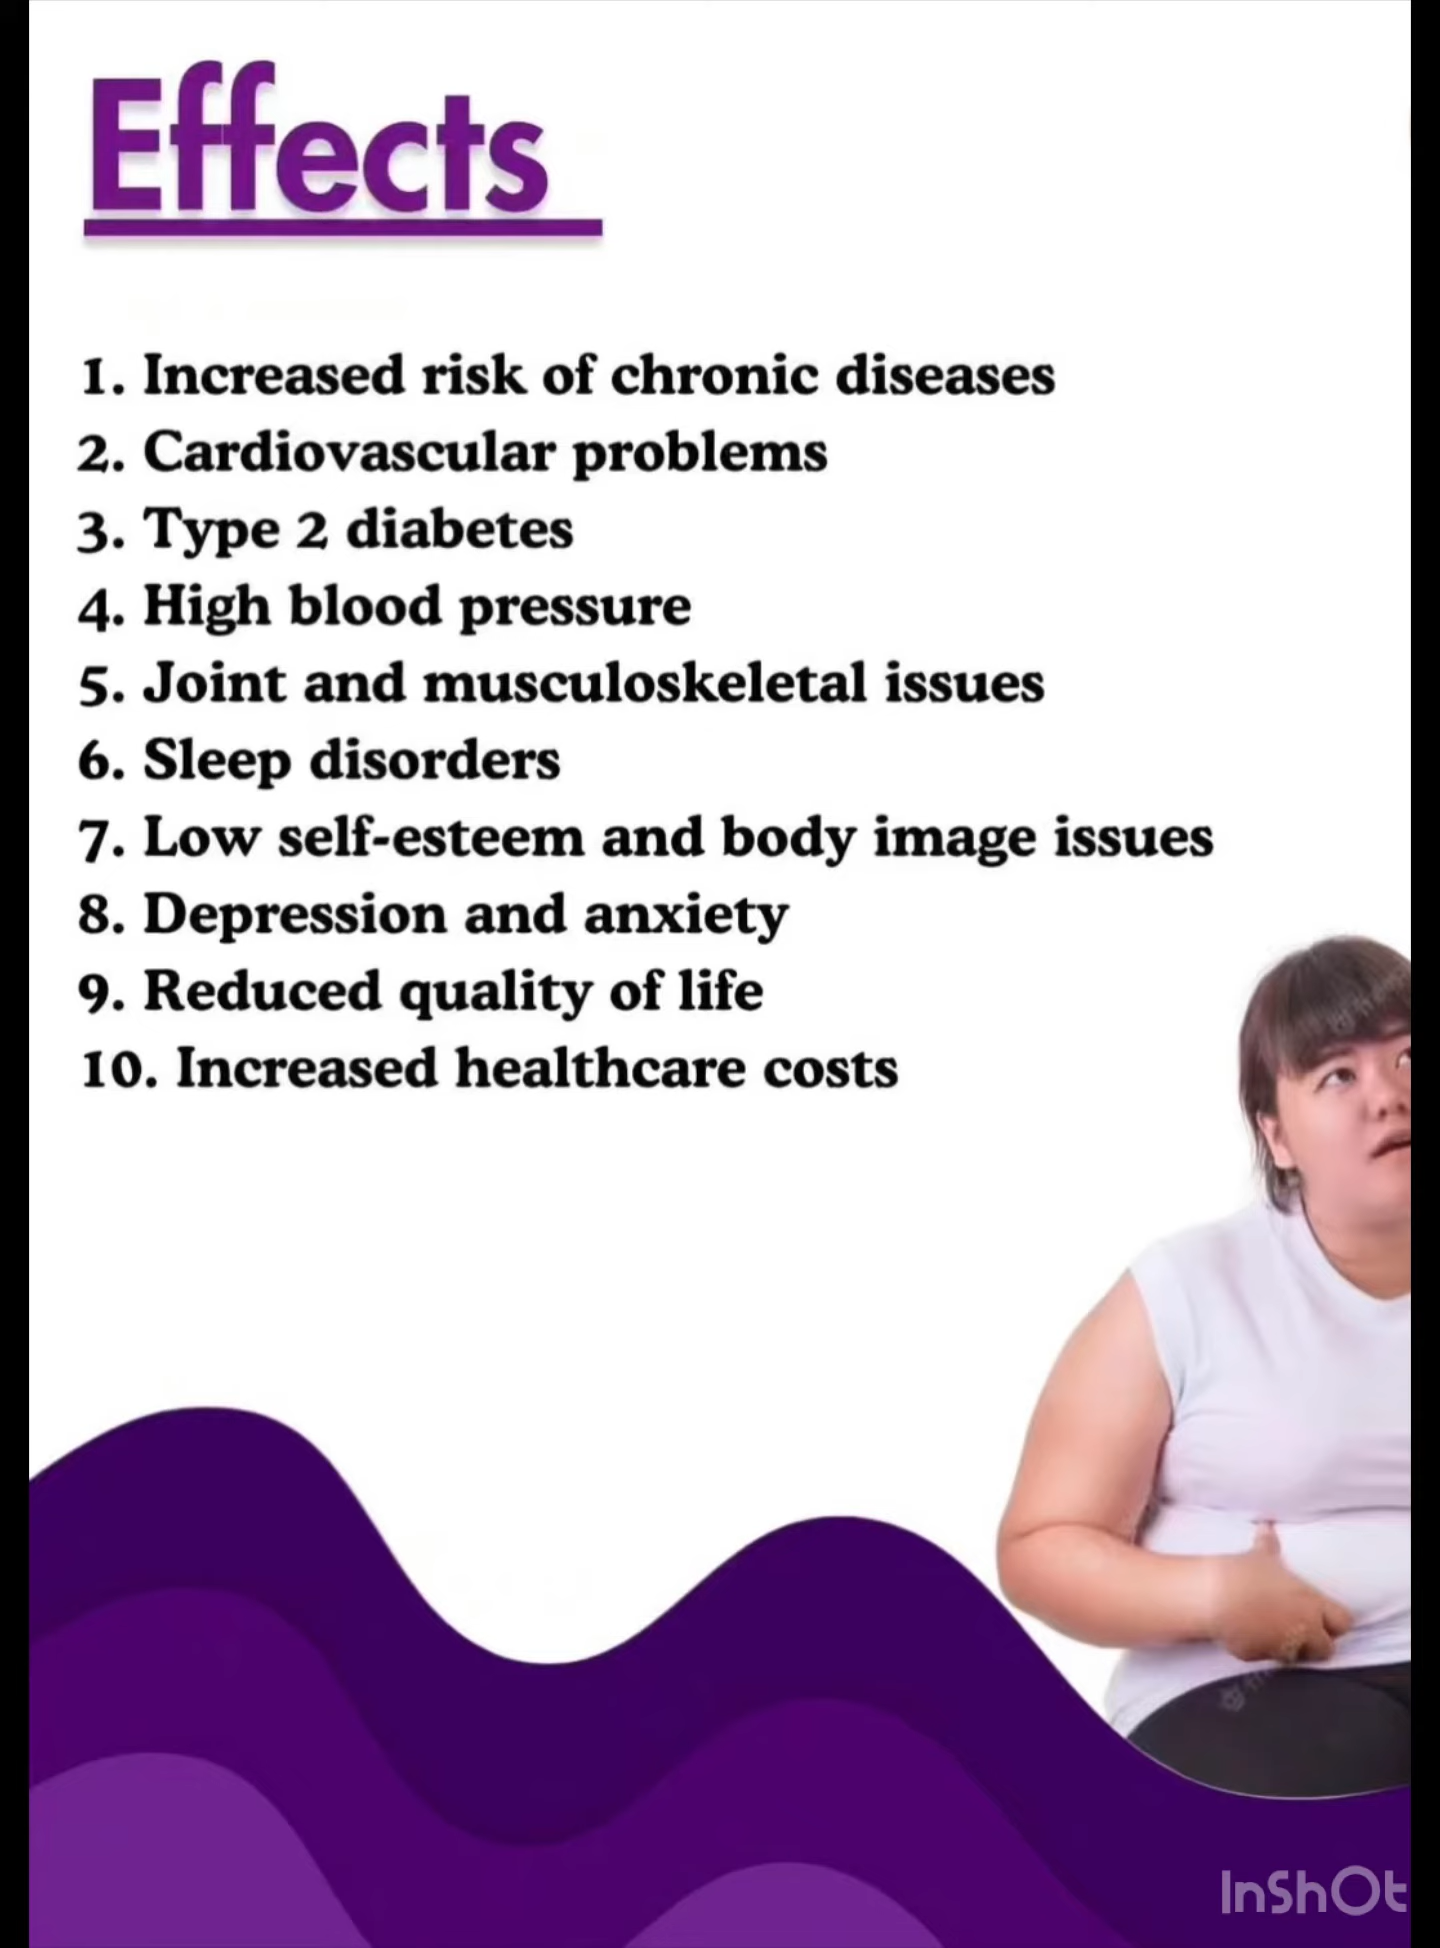 Effects
1. Increased risk of chronic diseases
2. Cardiovascular problems
3. Type 2 diabetes
4. High blood pressure
5. Joint and musculoskeletal issues
6. Sleep disorders
7. Low self-esteem and body image issues
8. Depression and anxiety
9. Reduced quality of life
10. Increased healthcare costs
InShOt